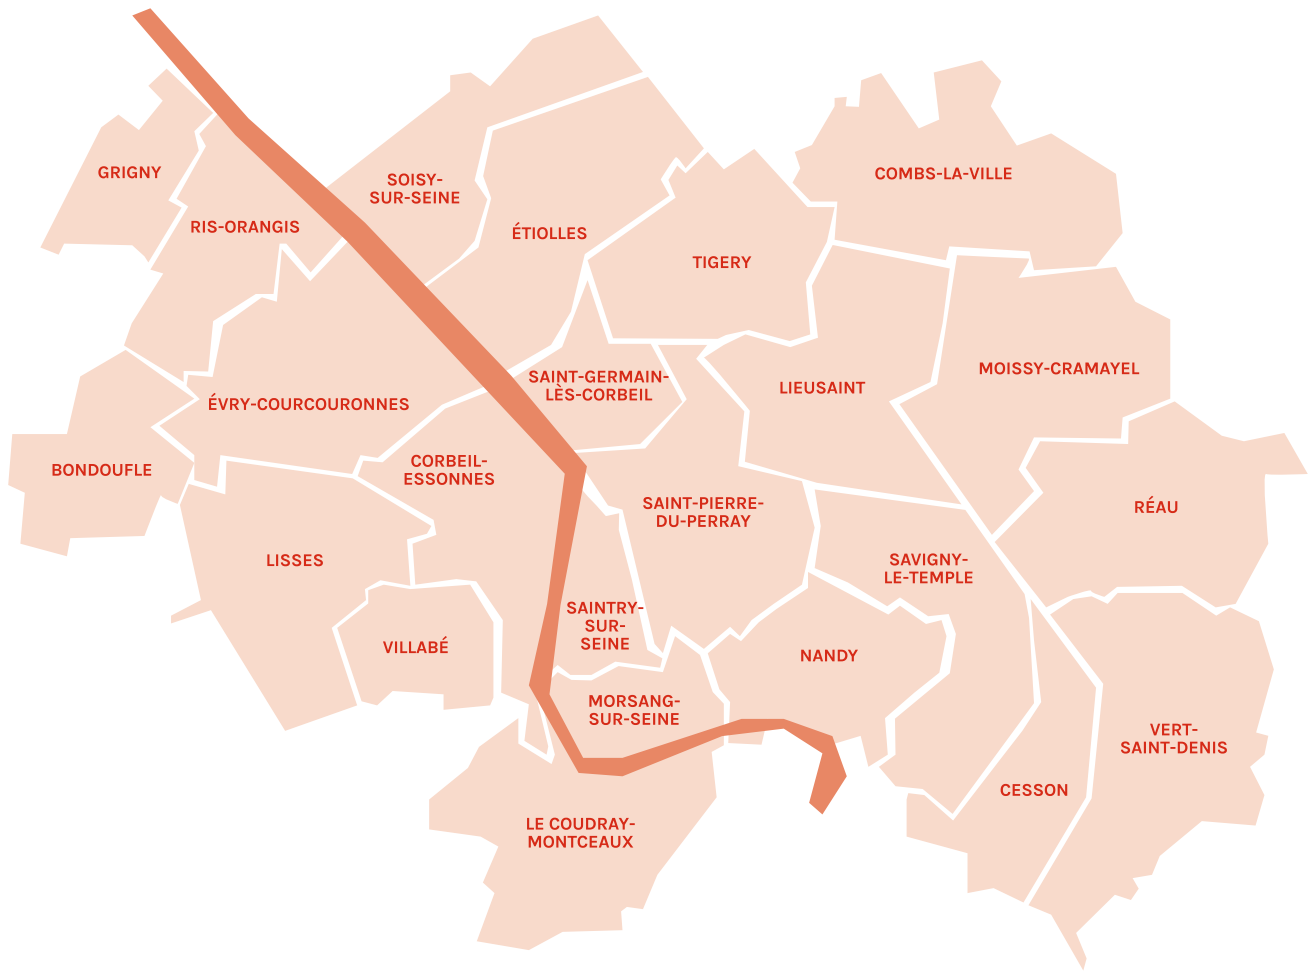 GRIGNY
SOISY-
SUR-SEINE
COMBS-LA-VILLE
RIS-ORANGIS
ÉTIOLLES
TIGERY
MOISSY-CRAMAYEL
SAINT-GERMAIN-
LÈS-CORBEIL
LIEUSAINT
ÉVRY-COURCOURONNES
BONDOUFLE
CORBEIL-
ESSONNES
SAINT-PIERRE-
DU-PERRAY
RÉAU
LISSES
SAVIGNY-
LE-TEMPLE
SAINTRY-
SUR-
SEINE
VILLABÉ
NANDY
MORSANG-
SUR-SEINE
VERT-
SAINT-DENIS
CESSON
LE COUDRAY-
MONTCEAUX